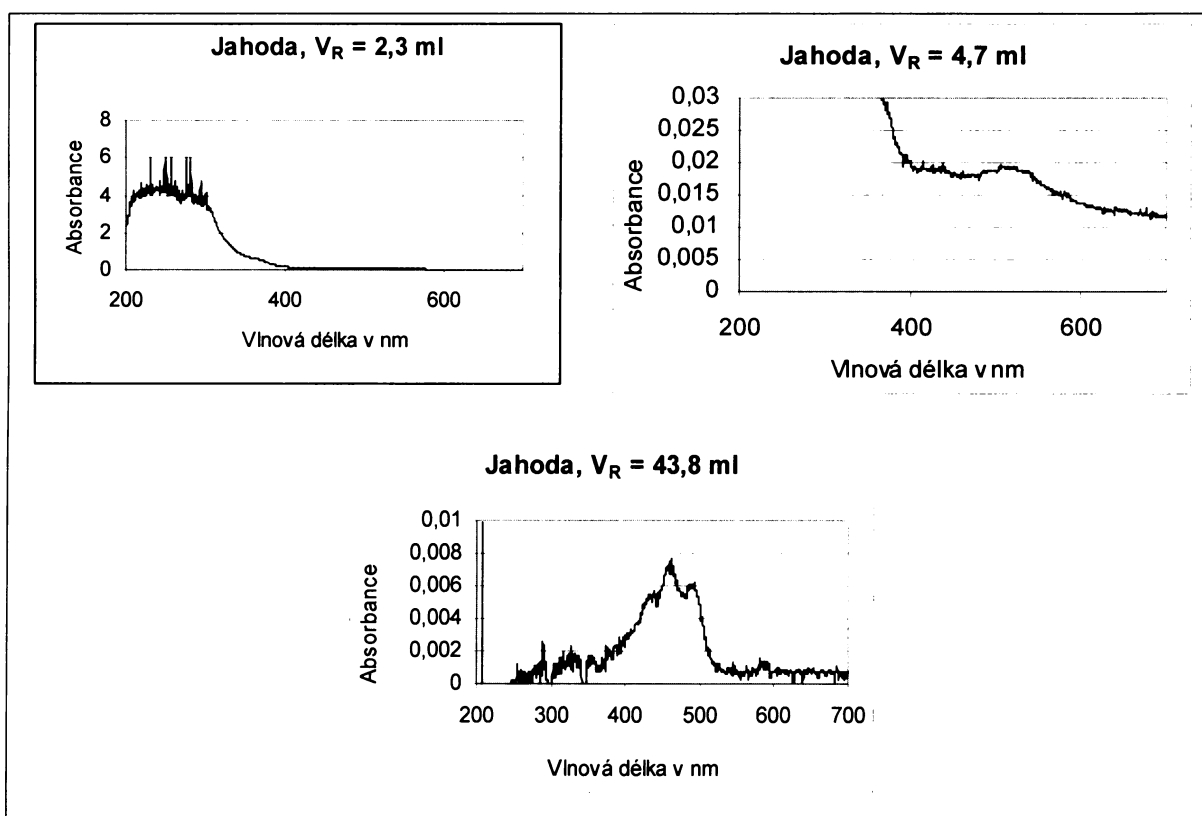 Jahoda, VR = 2,3 ml
8
6
4
2
0
Absorbance
200 400 600
Vlnová délka v nm
Jahoda, VR = 4,7 ml
0,03
0,025
0,02
0,015
0,01
0,005
0
Absorbance
200 400 600
Vlnová délka v nm
Jahoda, VR = 43,8 ml
0,01
0,008
0,006
0,004
0,002
0
Absorbance
200 300 400 500 600 700
Vlnová délka v nm